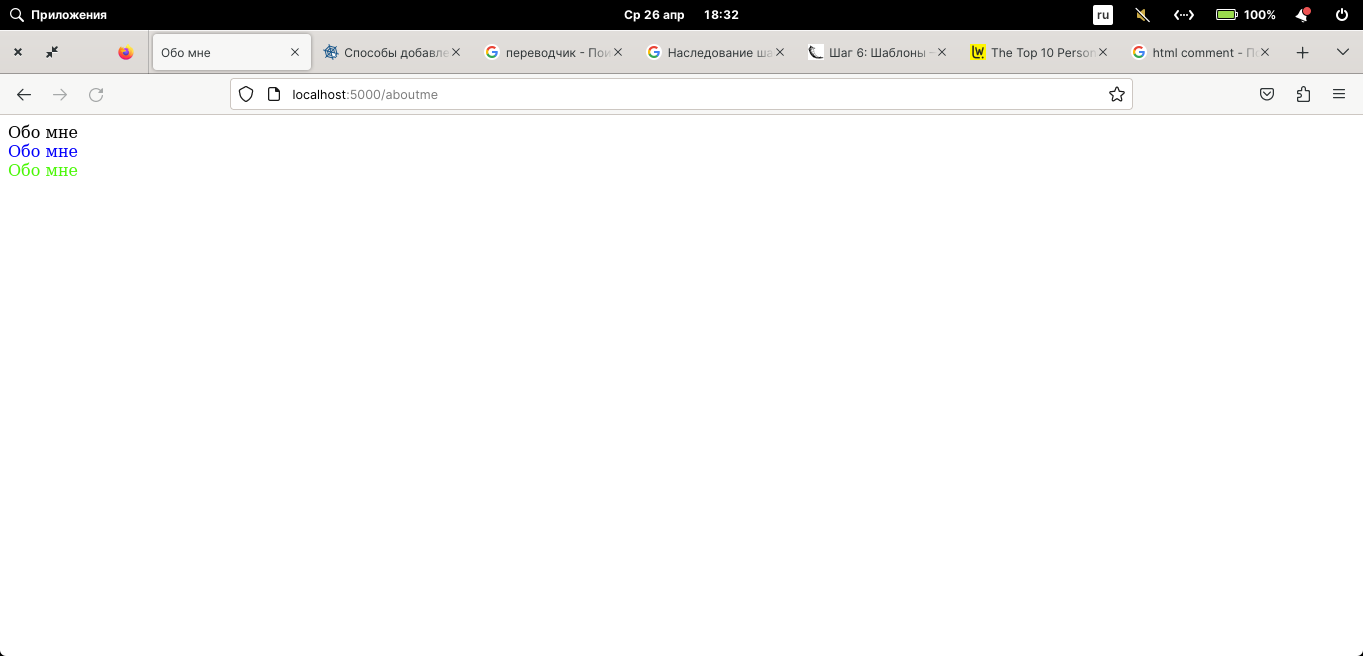 Приложения
Ср 26 апр 18:32
ru
100%
Обо мне
Способы добавле
переводчик - Пои
Наследование ша
Шаг 6: Шаблоны -
The Top 10 Person
html comment - По
localhost:5000/aboutme
Обо мне
Обо мне
Обо мне